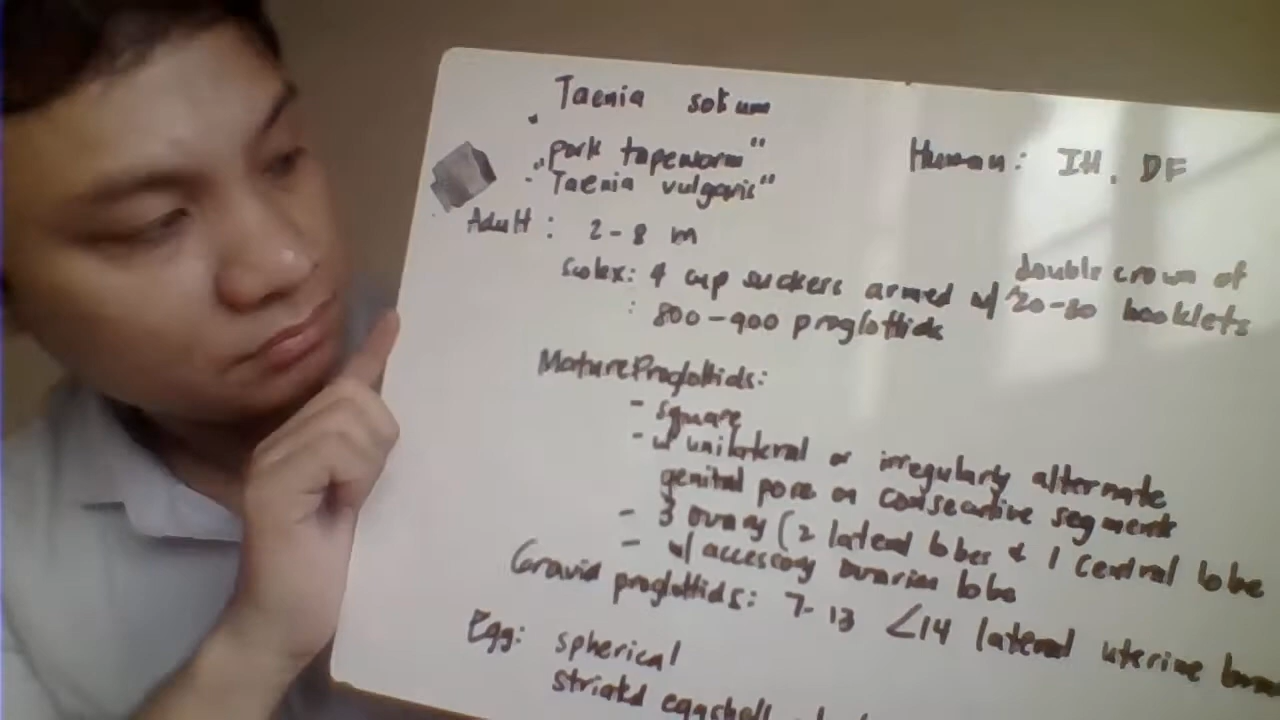 Taenia solium
"pork tapeworm"
- "Taenia vulgaris"
Human: IH, DF
Adult: 2-8 m
double crown of
Scolex: 4 cup suckers armed w/ 20-30 hooklets
: 800-900 proglottids
Mature Proglottids:
- square
- w/ unilateral or irregularly alternate
genital pore on consecutive segments
- 3 ovary (2 lateral lobes & 1 central lobe
- w/ accessory ovarian lobe
Gravid proglottids: 7-13 <14 lateral uterine
Egg: spherical
striated eggshell